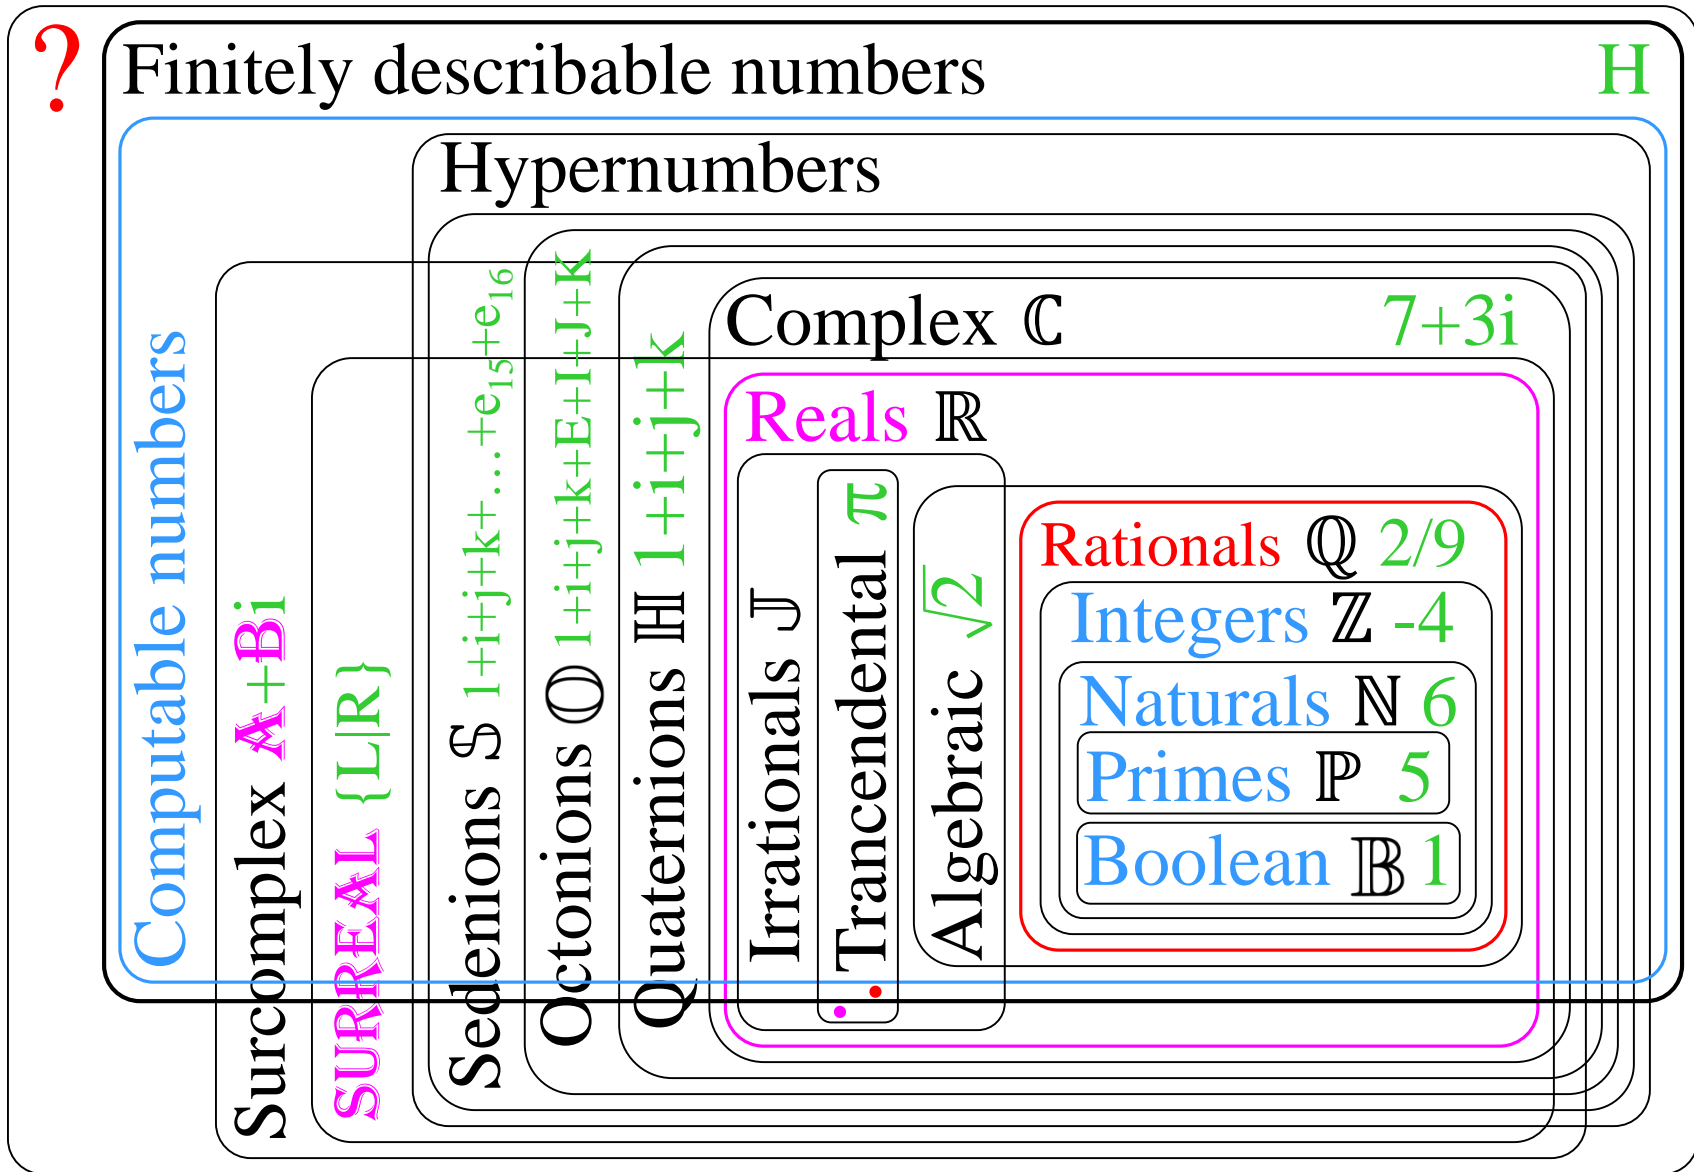 ?
Finitely describable numbers H
Hypernumbers
Computable numbers
Surcomplex A+Bi
SURREAL {L|R}
Sedenions 𝕊 1+i+j+k+...+e₁₅+e₁₆
Octonions 𝕆 1+i+j+k+E+I+J+K
Quaternions ℍ 1+i+j+k
Complex ℂ 7+3i
Reals ℝ
Irrationals 𝕁
Trancendental π
Algebraic √2
Rationals ℚ 2/9
Integers ℤ -4
Naturals ℕ 6
Primes ℙ 5
Boolean 𝔹 1